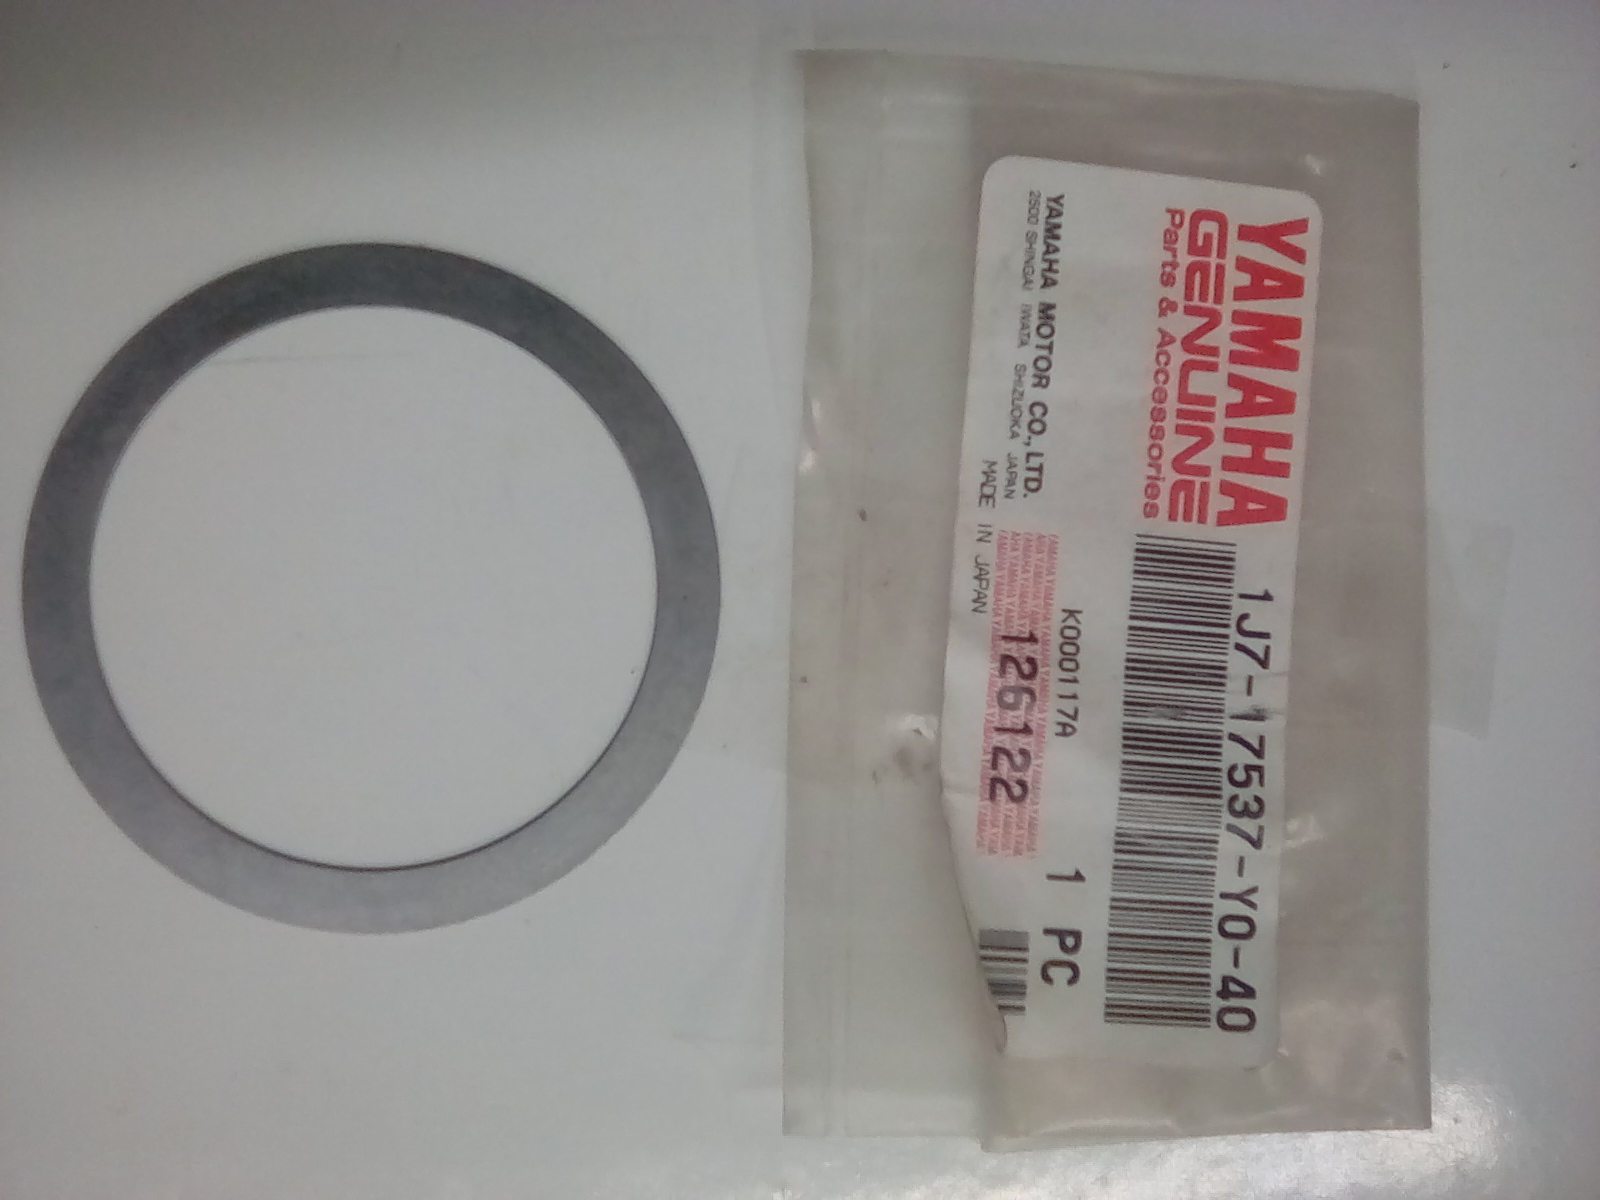 YAMAHA
GENUINE
Parts & Accessories
1J7-17537-Y0-40
K000117A
1 PC
126122
YAMAHA MOTOR CO., LTD.
2500 SHINGAI IWATA SHIZUOKA JAPAN
MADE IN JAPAN